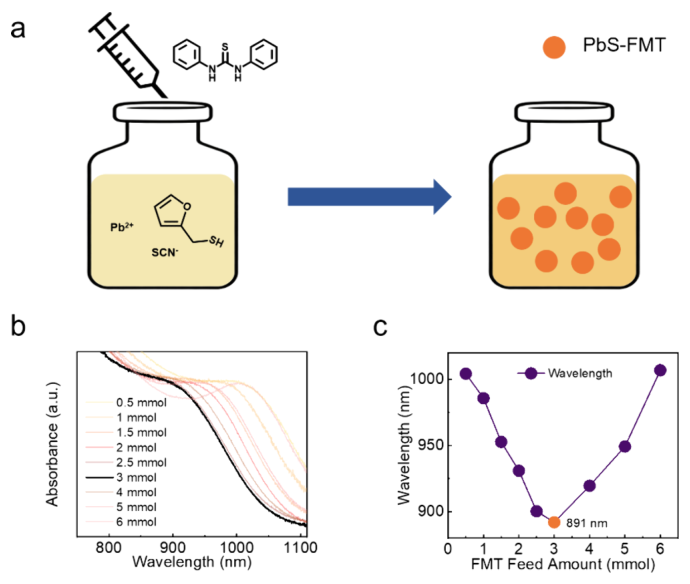 a
S
N
H
N
H
PbS-FMT
O
SH
Pb²⁺
SCN⁻
b
Absorbance (a.u.)
0.5 mmol
1 mmol
1.5 mmol
2 mmol
2.5 mmol
3 mmol
4 mmol
5 mmol
6 mmol
800 900 1000 1100
Wavelength (nm)
c
Wavelength (nm)
1000
950
900
Wavelength
891 nm
0 1 2 3 4 5 6
FMT Feed Amount (mmol)